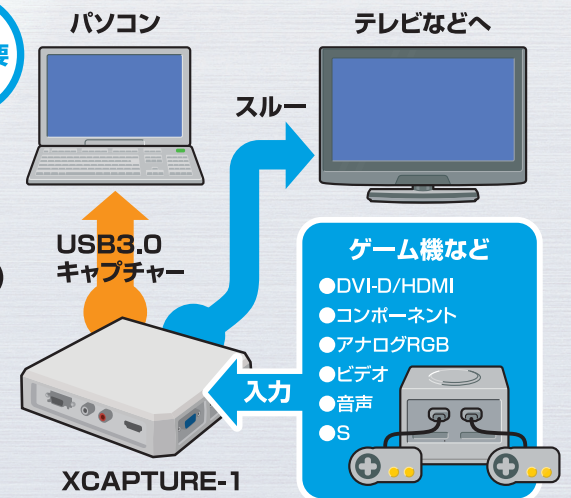 要
パソコン
テレビなどへ
スルー
USB3.0
キャプチャー
ゲーム機など
●DVI-D/HDMI
●コンポーネント
●アナログRGB
●ビデオ
●音声
●S
入力
XCAPTURE-1